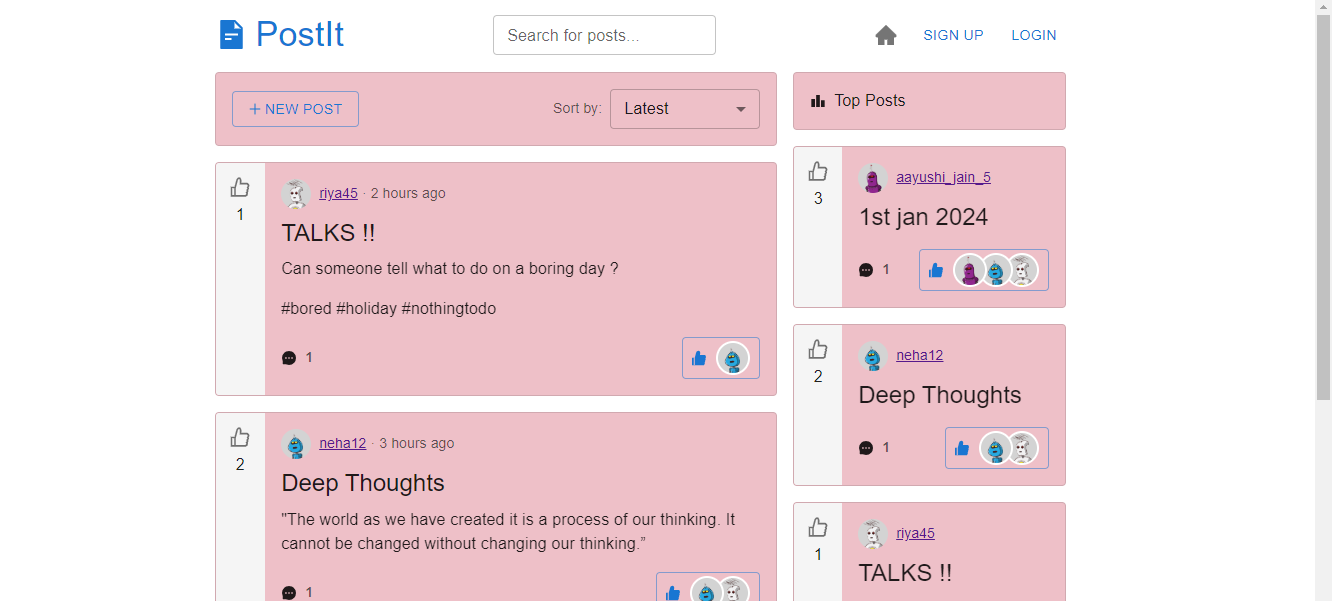 PostIt
Search for posts...
SIGN UP
LOGIN
+ NEW POST
Sort by:
Latest
riya45 · 2 hours ago
1
TALKS !!
Can someone tell what to do on a boring day ?
#bored #holiday #nothingtodo
1
neha12 · 3 hours ago
2
Deep Thoughts
"The world as we have created it is a process of our thinking. It
cannot be changed without changing our thinking.”
1
Top Posts
aayushi_jain_5
3
1st jan 2024
1
neha12
2
Deep Thoughts
1
riya45
1
TALKS !!